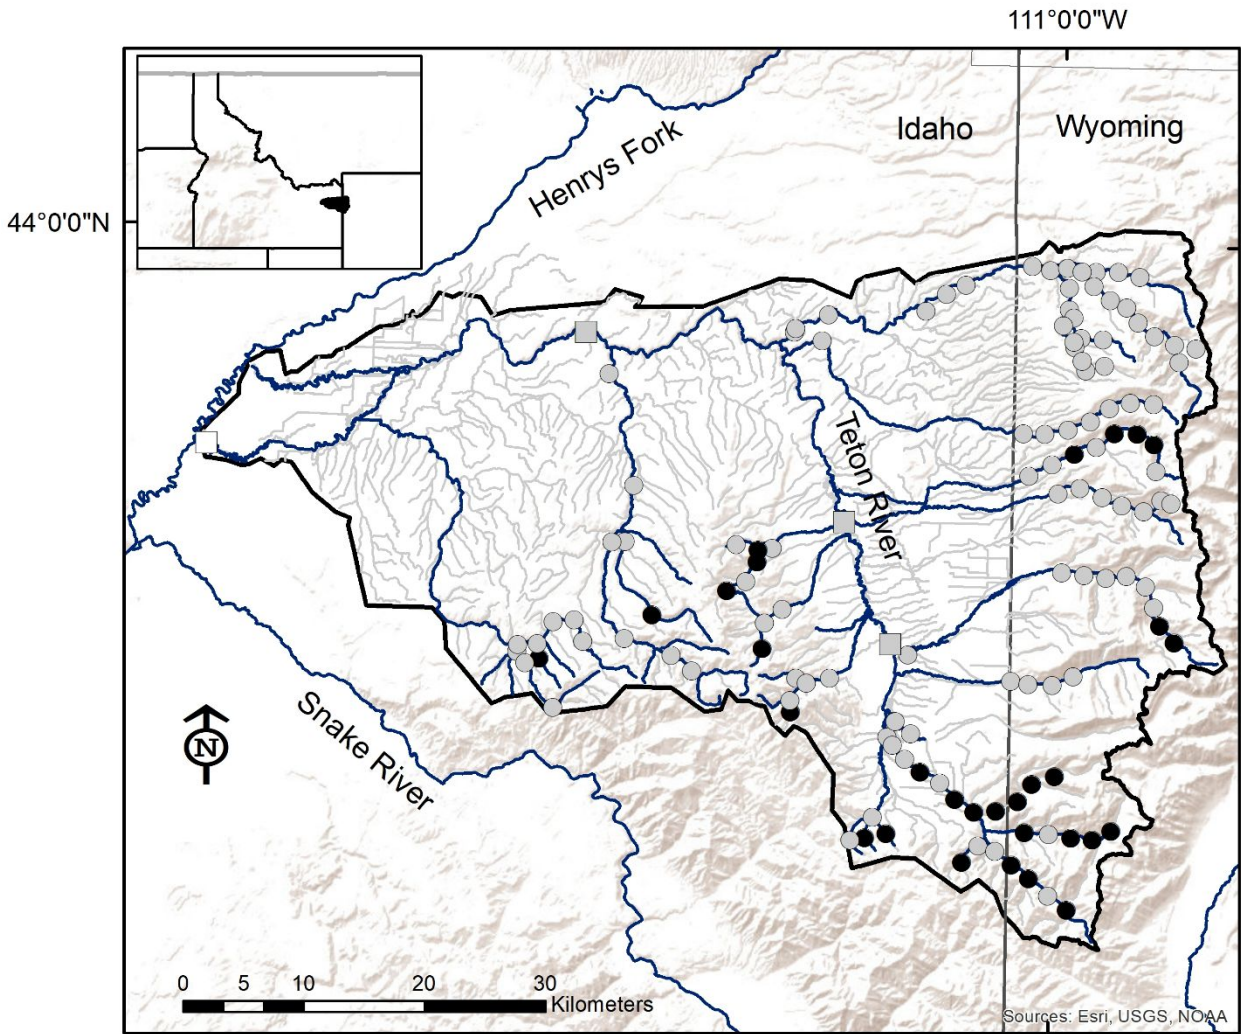 111°0'0"W
44°0'0"N
Idaho
Wyoming
Henrys Fork
Teton River
Snake River
N
0 5 10 20 30
Kilometers
Sources: Esri, USGS, NOAA